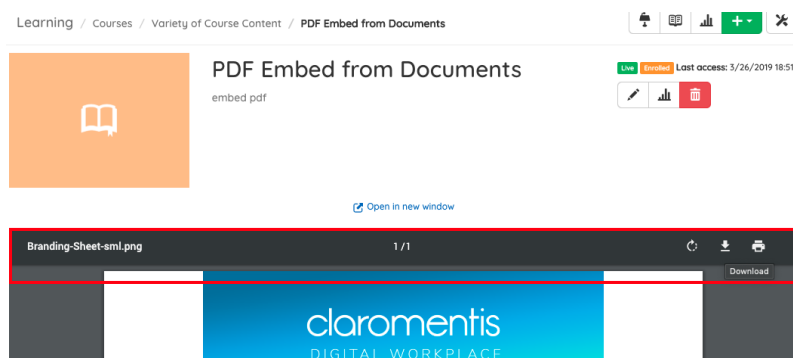 Learning / Courses / Variety of Course Content / PDF Embed from Documents
PDF Embed from Documents
embed pdf
Live Enrolled Last access: 3/26/2019 18:51
Open in new window
Branding-Sheet-sml.png 1 / 1
Download
claromentis
DIGITAL WORKPLACE